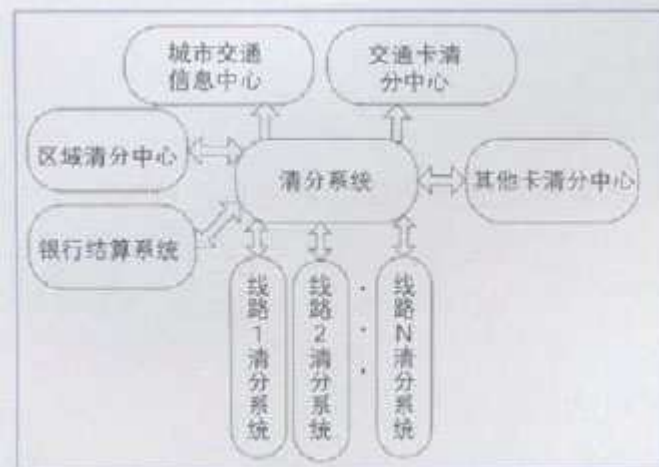 城市交通
信息中心
交通卡清
分中心
区域清分中心
清分系统
其他卡清分中心
银行结算系统
线路1清分系统
线路2清分系统
···
线路N清分系统